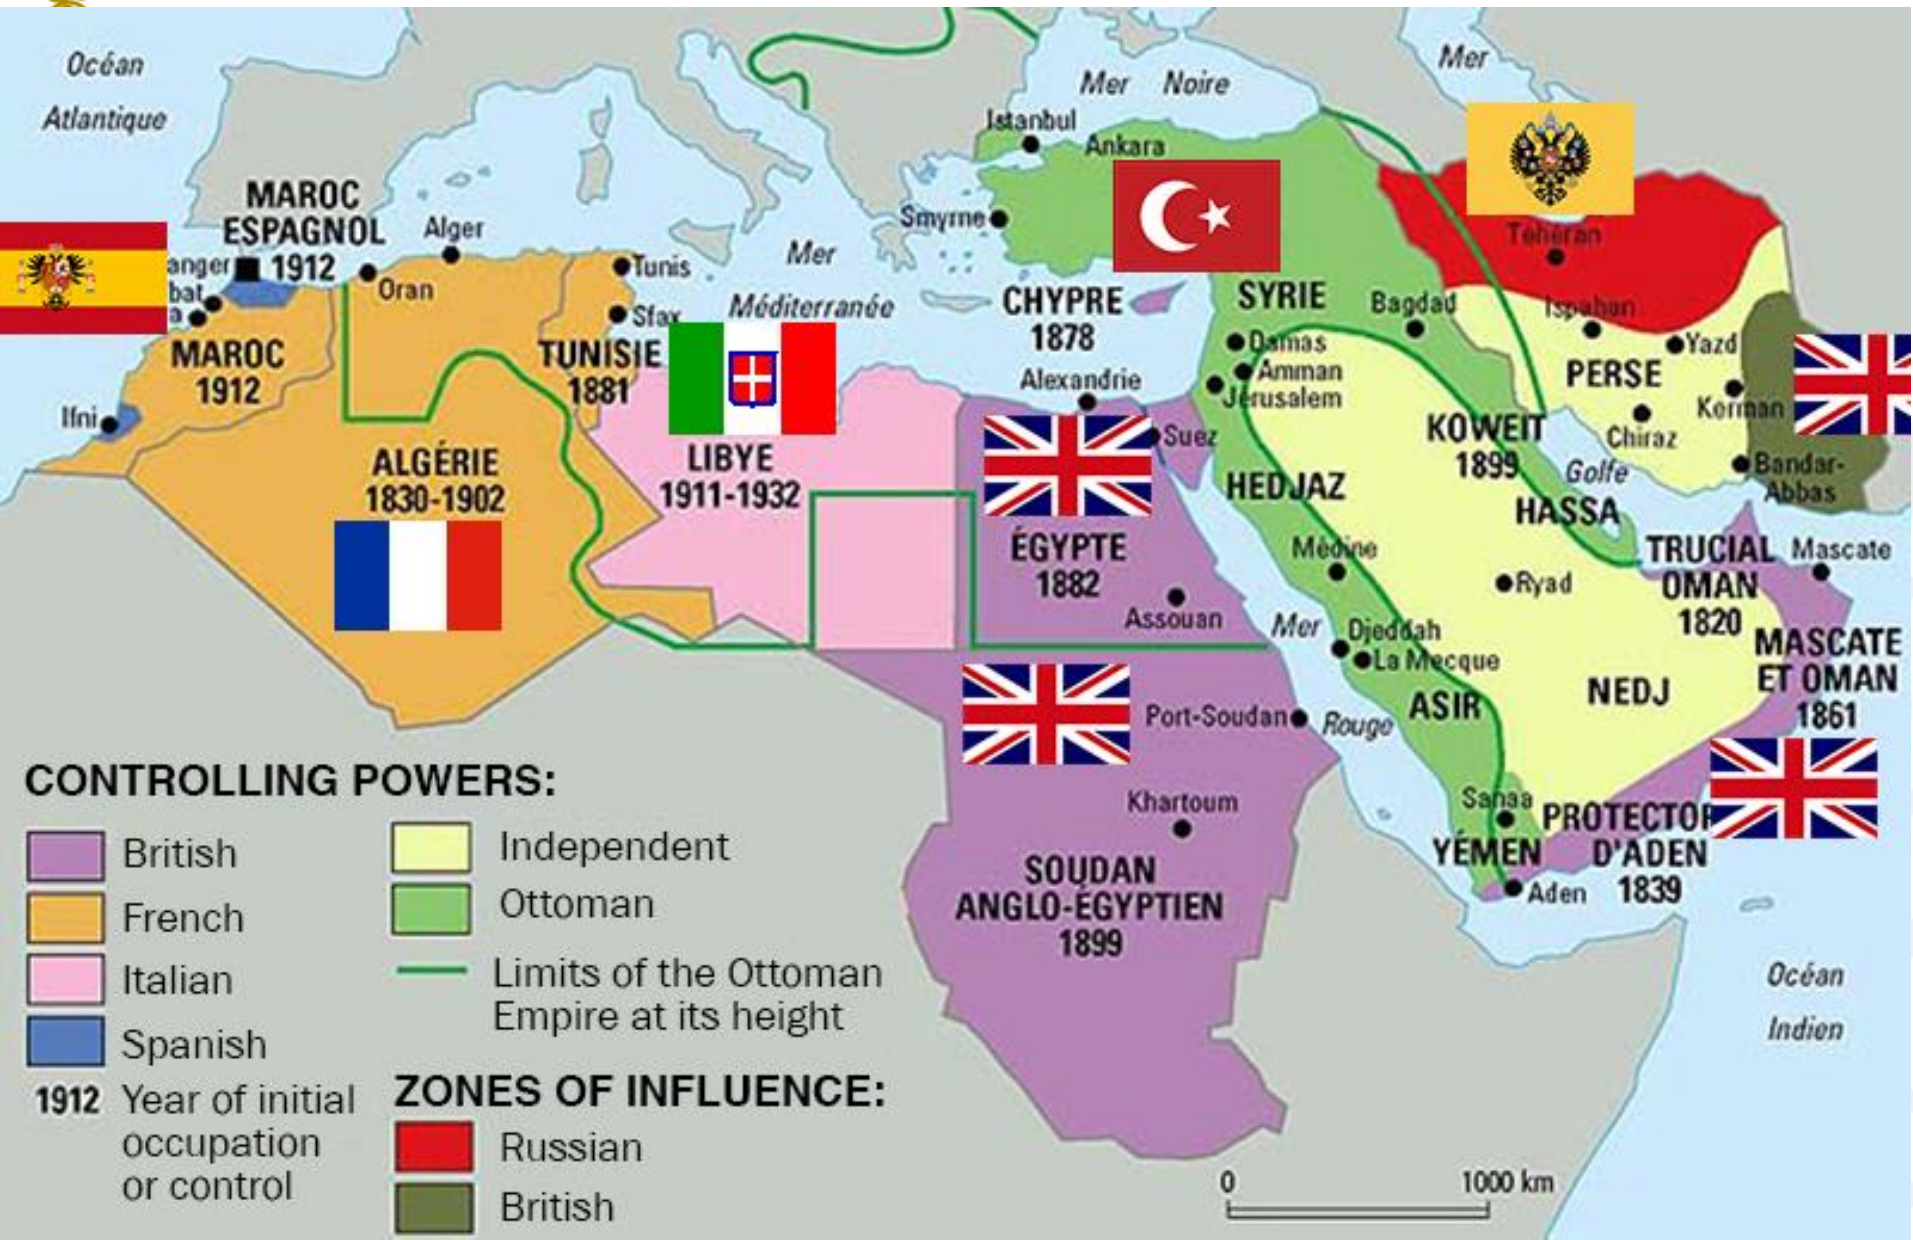 Océan
Atlantique
Mer Noire
Mer
Istanbul
Ankara
MAROC
ESPAGNOL
1912
Alger
Smyrne
Mer
Méditerranée
Téhéran
anger
bat
a
Oran
Tunis
Sfax
CHYPRE
1878
SYRIE
Bagdad
Ispahan
Damas
Amman
Jérusalem
Yazd
PERSE
Kerman
Chiraz
MAROC
1912
TUNISIE
1881
Alexandrie
Ifni
Suez
KOWEIT
1899
Golfe
Bandar-
Abbas
ALGÉRIE
1830-1902
LIBYE
1911-1932
HEDJAZ
HASSA
ÉGYPTE
1882
Médine
Ryad
TRUCIAL
OMAN
1820
Mascate
Assouan
Mer
Rouge
Djeddah
La Mecque
MASCATE
ET OMAN
1861
NEDJ
ASIR
Port-Soudan
Khartoum
Sanaa
YÉMEN
PROTECTOR
D'ADEN
1839
Aden
SOUDAN
ANGLO-ÉGYPTIEN
1899
Océan
Indien
CONTROLLING POWERS:
British
French
Italian
Spanish
1912 Year of initial
occupation
or control
Independent
Ottoman
Limits of the Ottoman
Empire at its height
ZONES OF INFLUENCE:
Russian
British
0 1000 km